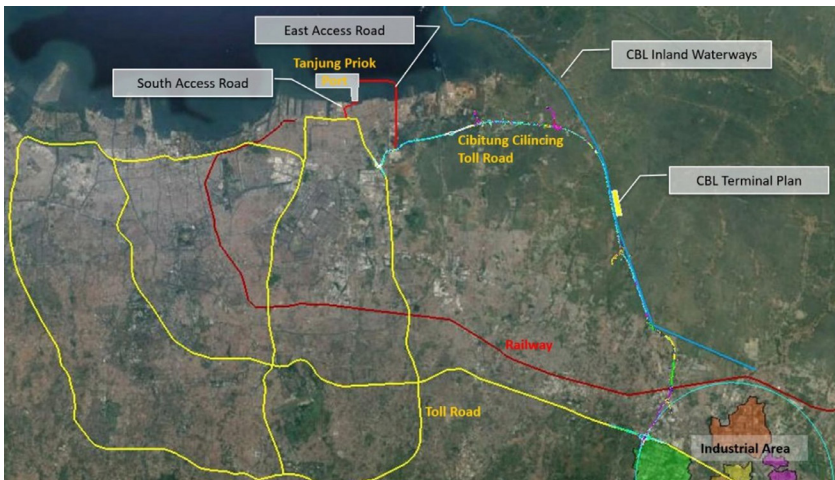 East Access Road
CBL Inland Waterways
Tanjung Priok
Port
South Access Road
Cibitung Cilincing
Toll Road
CBL Terminal Plan
Railway
Toll Road
Industrial Area